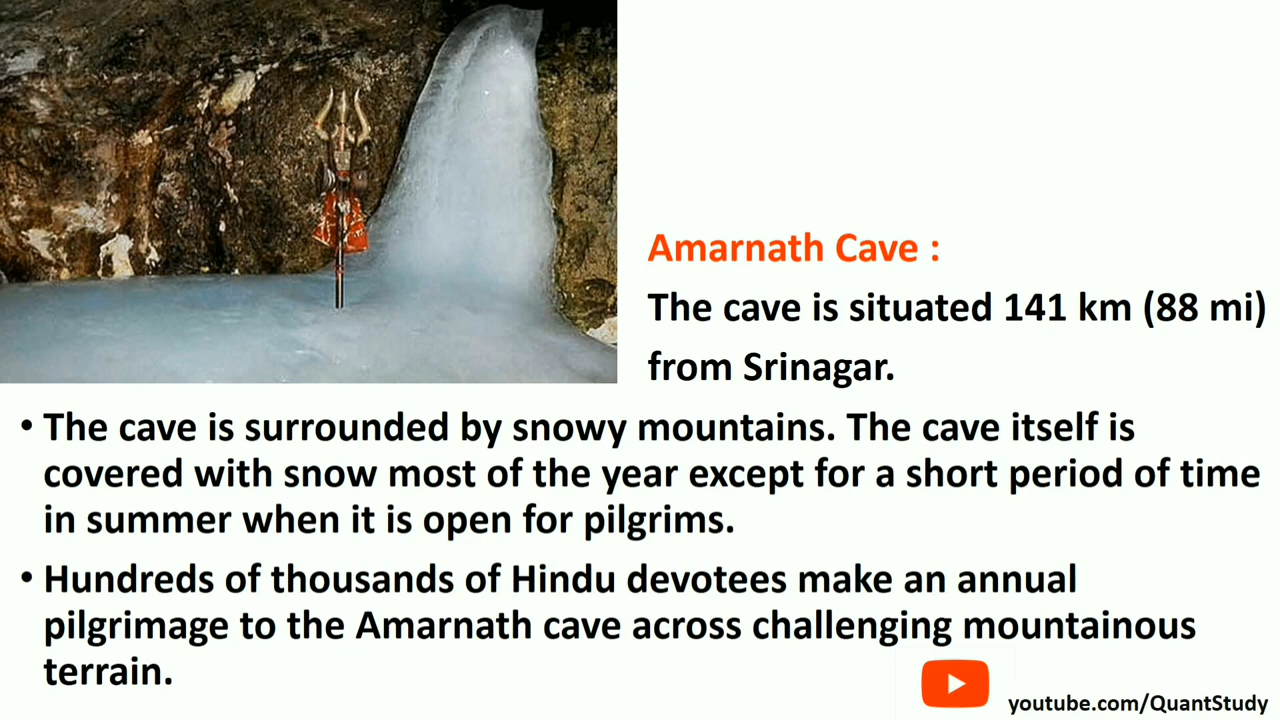 Amarnath Cave :
The cave is situated 141 km (88 mi)
from Srinagar.
• The cave is surrounded by snowy mountains. The cave itself is
covered with snow most of the year except for a short period of time
in summer when it is open for pilgrims.
• Hundreds of thousands of Hindu devotees make an annual
pilgrimage to the Amarnath cave across challenging mountainous
terrain.
youtube.com/QuantStudy